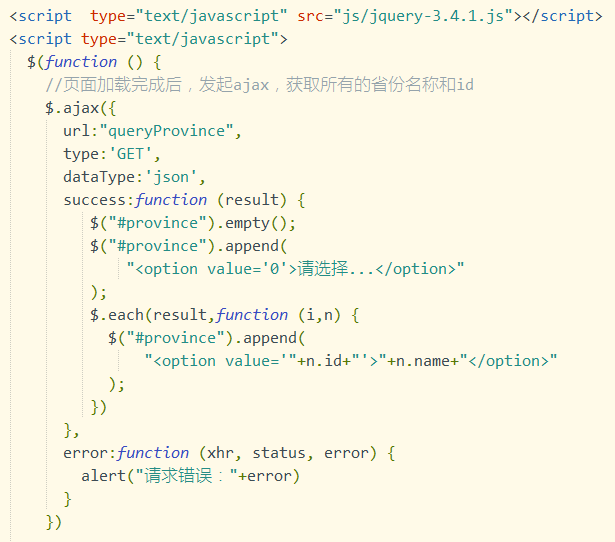 <script  type="text/javascript" src="js/jquery-3.4.1.js"></script>
<script type="text/javascript">
  $(function () {
    //页面加载完成后，发起ajax，获取所有的省份名称和id
    $.ajax({
      url:"queryProvince",
      type:'GET',
      dataType:'json',
      success:function (result) {
         $("#province").empty();
         $("#province").append(
             "<option value='0'>请选择...</option>"
         );
         $.each(result,function (i,n) {
           $("#province").append(
               "<option value='"+n.id+"'>"+n.name+"</option>"
           );
         })
      },
      error:function (xhr, status, error) {
        alert("请求错误："+error)
      }
    })